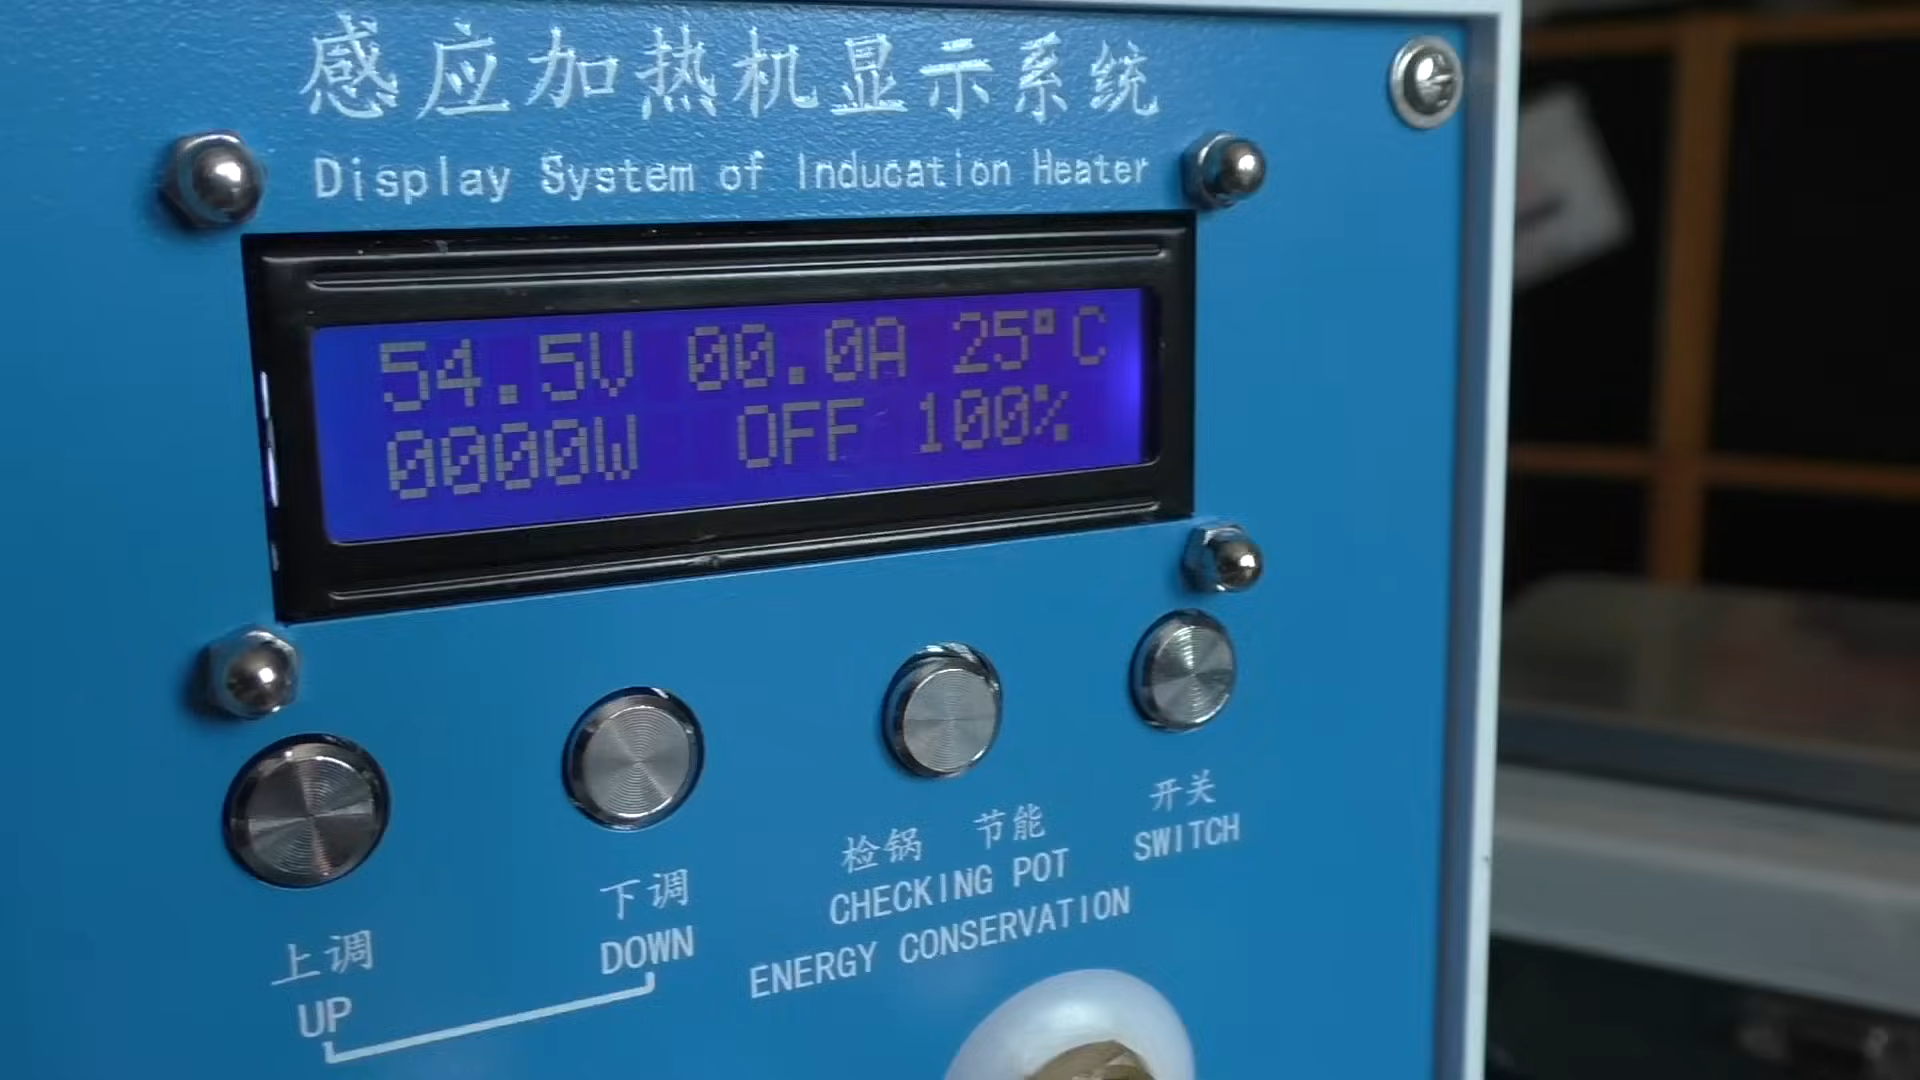 感应加热机显示系统
Display System of Inducation Heater
54.5V 00.0A 25°C
0000W OFF 100%
上调
UP
下调
DOWN
检锅 节能
CHECKING POT
ENERGY CONSERVATION
开关
SWITCH